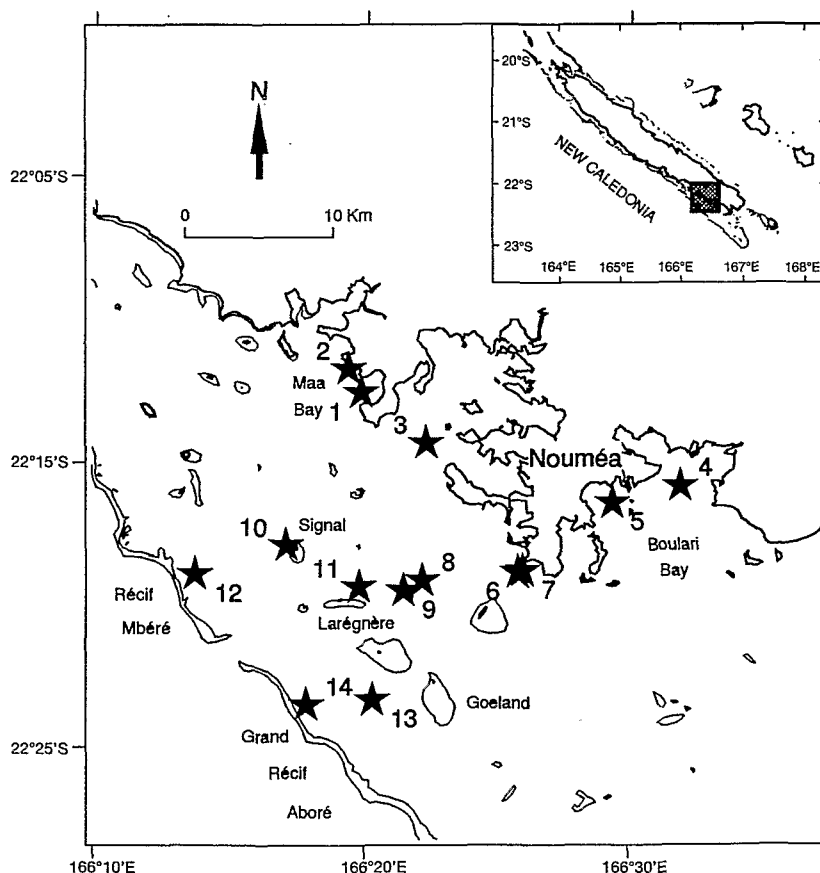 20°S
21°S
22°S
23°S
NEW CALEDONIA
164°E
165°E
166°E
167°E
168°E
N
22°05'S
0
10 Km
2
Maa
Bay
1
3
22°15'S
Nouméa
4
5
Boulari
Bay
10
Signal
11
8
9
6
7
12
Récif
Mbéré
Larégnère
14
13
Goeland
Grand
Récif
Aboré
22°25'S
166°10'E
166°20'E
166°30'E